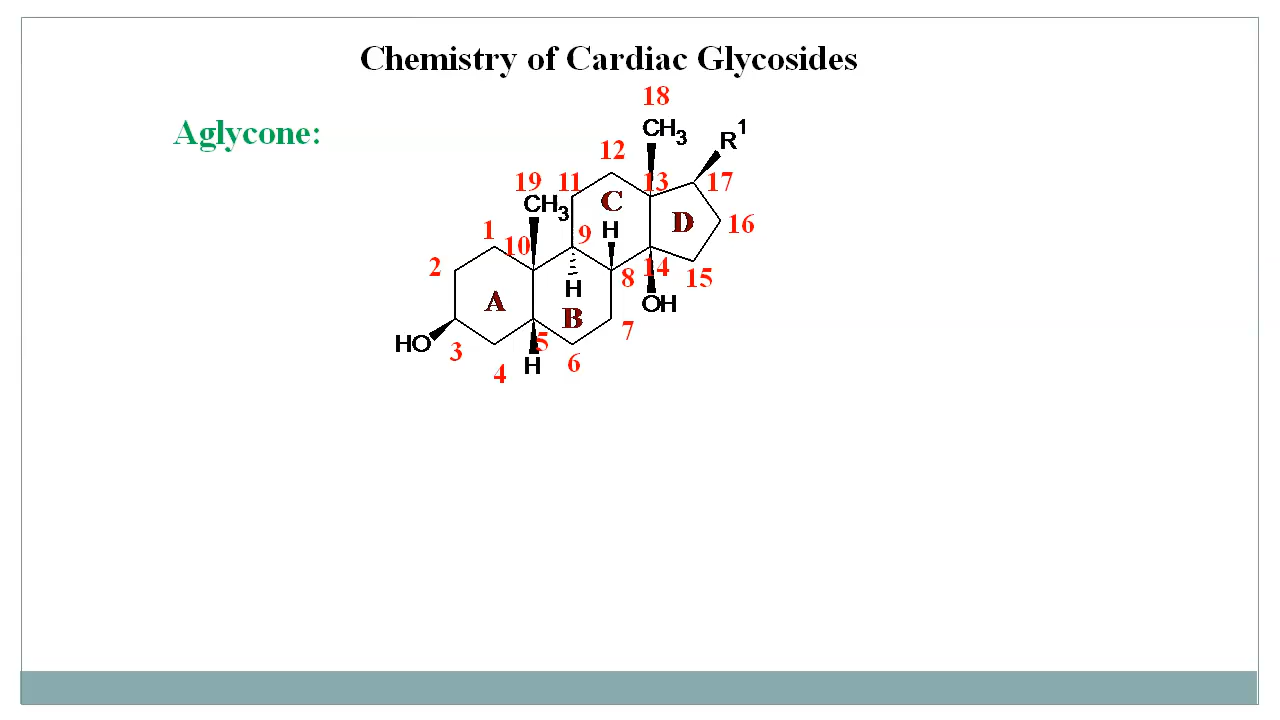 Chemistry of Cardiac Glycosides
Aglycone:
18
CH3
R1
12
19
11
13
17
CH3
C
D
16
H
1
10
9
2
8
14
15
H
A
B
OH
7
HO
3
5
6
4
H